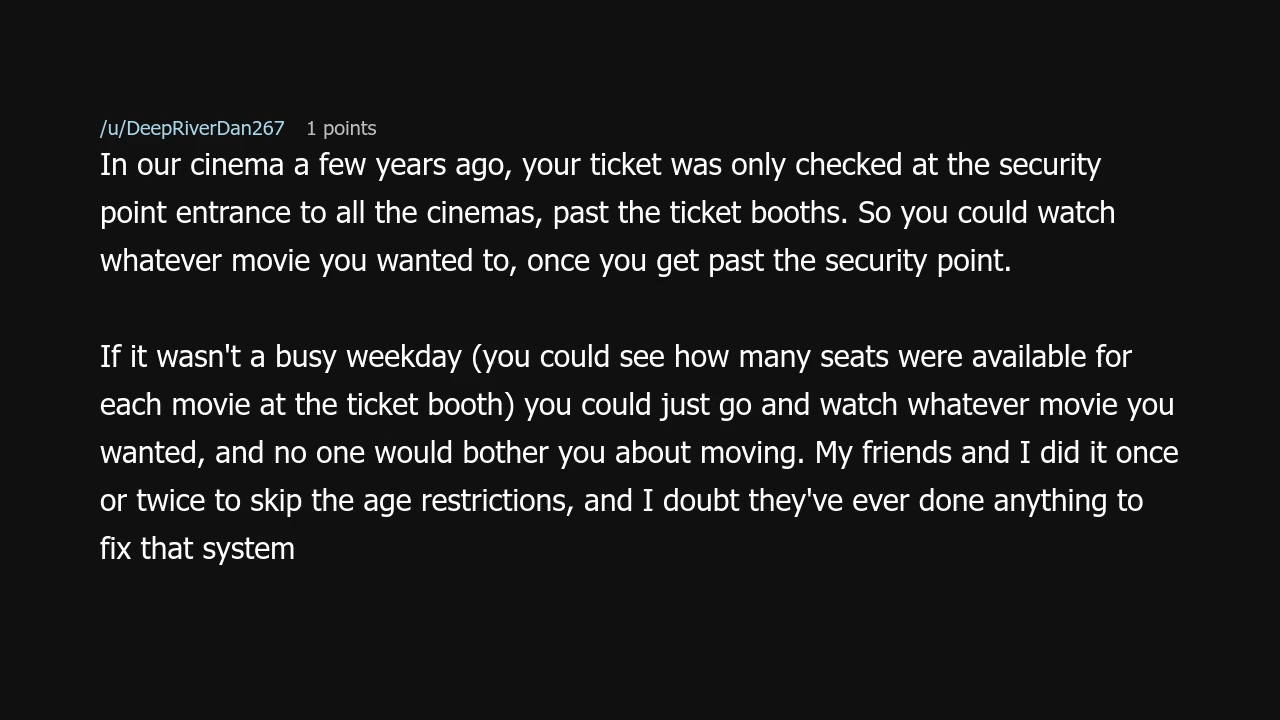 /u/DeepRiverDan267 1 points
In our cinema a few years ago, your ticket was only checked at the security
point entrance to all the cinemas, past the ticket booths. So you could watch
whatever movie you wanted to, once you get past the security point.
If it wasn't a busy weekday (you could see how many seats were available for
each movie at the ticket booth) you could just go and watch whatever movie you
wanted, and no one would bother you about moving. My friends and I did it once
or twice to skip the age restrictions, and I doubt they've ever done anything to
fix that system